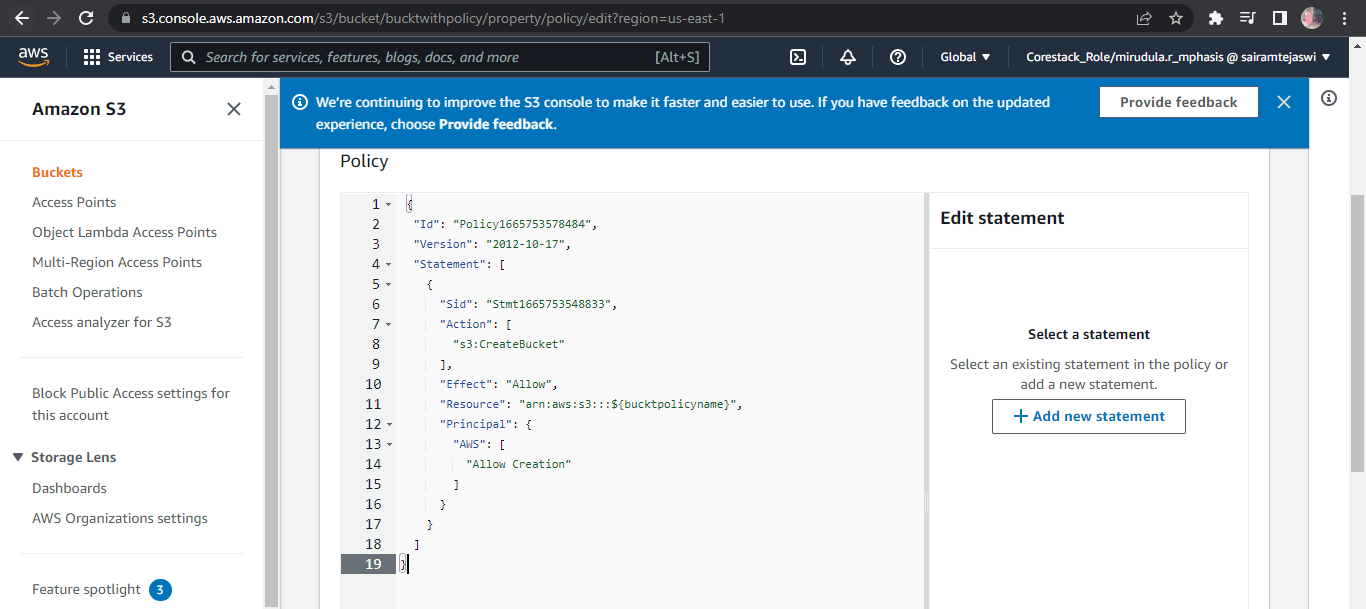 s3.console.aws.amazon.com/s3/bucket/bucktwithpolicy/property/policy/edit?region=us-east-1
aws
Services
Search for services, features, blogs, docs, and more
[Alt+S]
Global
Corestack_Role/mirudula.r_mphasis @ sairamtejaswi
Amazon S3
Buckets
Access Points
Object Lambda Access Points
Multi-Region Access Points
Batch Operations
Access analyzer for S3
Block Public Access settings for
this account
Storage Lens
Dashboards
AWS Organizations settings
Feature spotlight 3
We're continuing to improve the S3 console to make it faster and easier to use. If you have feedback on the updated
experience, choose Provide feedback.
Provide feedback
Policy
1 {
2 "Id": "Policy1665753578484",
3 "Version": "2012-10-17",
4 "Statement": [
5 {
6 "Sid": "Stmt1665753548833",
7 "Action": [
8 "s3:CreateBucket"
9 ],
10 "Effect": "Allow",
11 "Resource": "arn:aws:s3:::${bucktpolicyname}",
12 "Principal": {
13 "AWS": [
14 "Allow Creation"
15 ]
16 }
17 }
18 ]
19 }
Edit statement
Select a statement
Select an existing statement in the policy or
add a new statement.
Add new statement